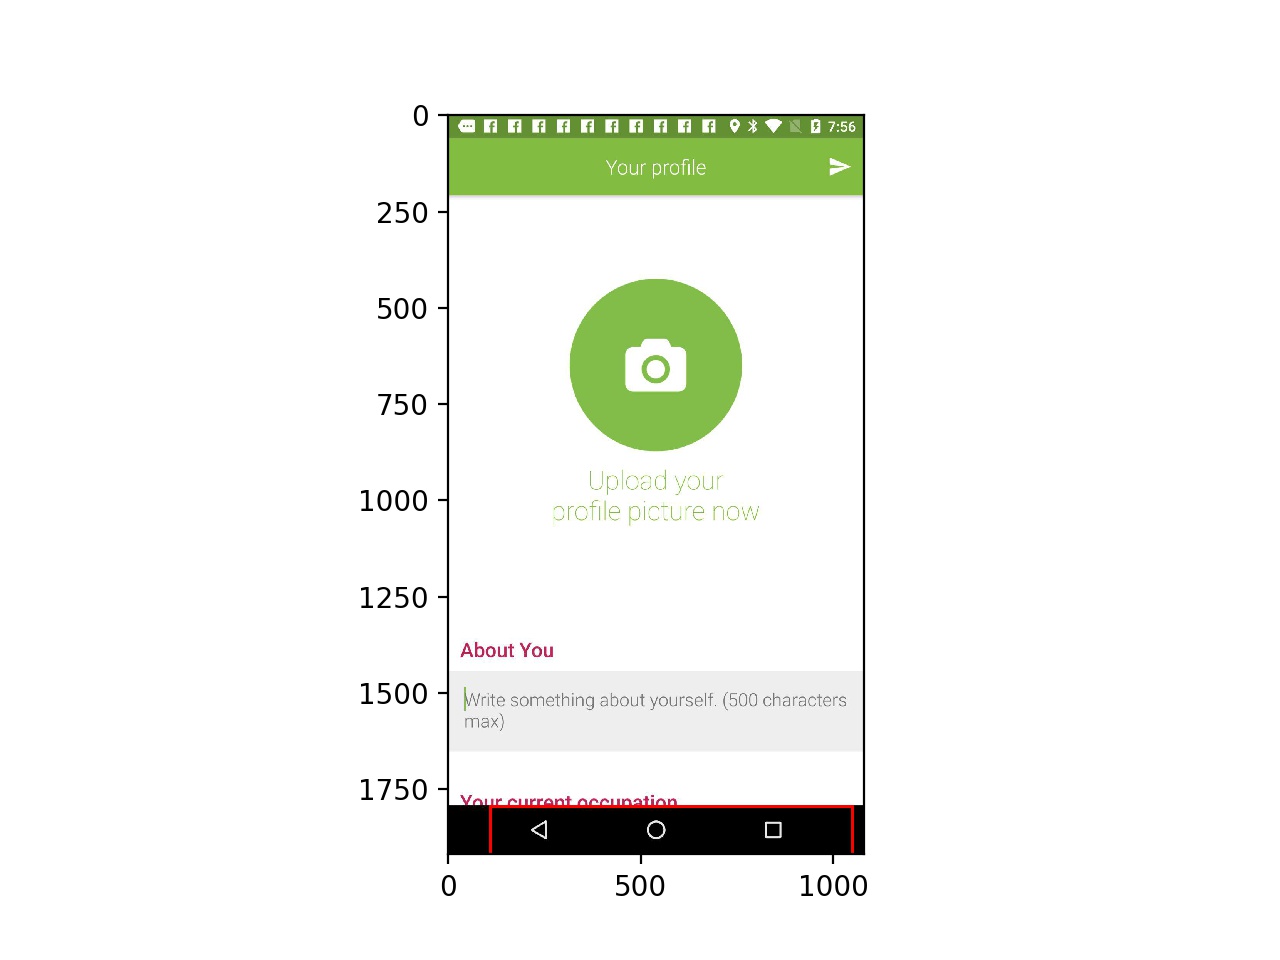 0
7:56
Your profile
250
500
750
Upload your
1000
profile picture now
1250
About You
1500
Write something about yourself. (500 characters
max)
1750
Your current occupation
0 500 1000